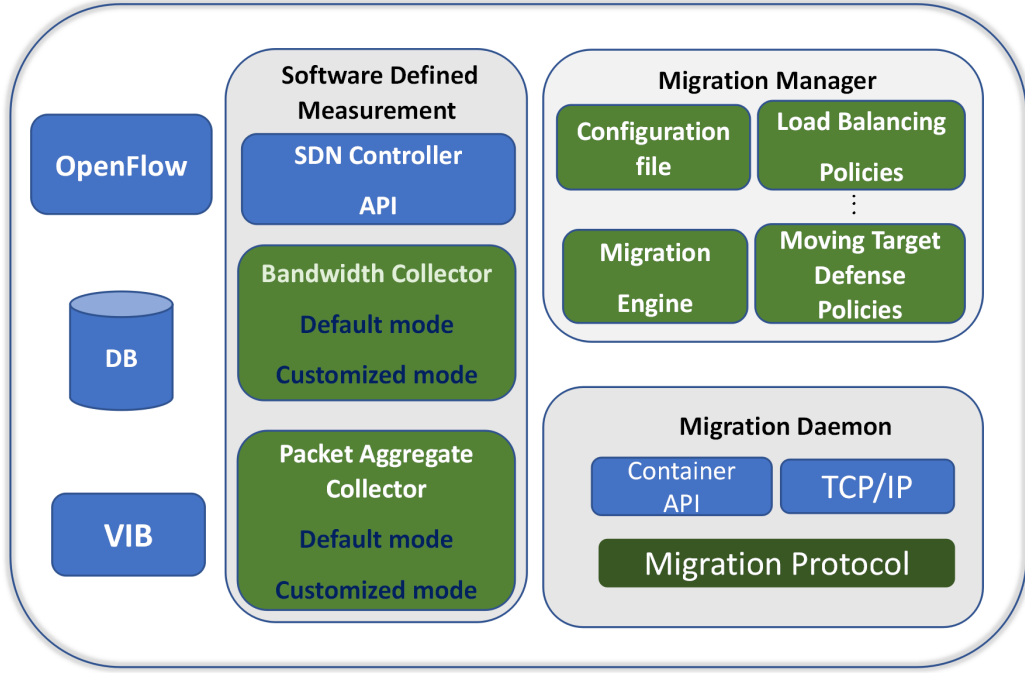 OpenFlow
DB
VIB
Software Defined
Measurement
SDN Controller
API
Bandwidth Collector
Default mode
Customized mode
Packet Aggregate
Collector
Default mode
Customized mode
Migration Manager
Configuration
file
Load Balancing
Policies
Migration
Engine
Moving Target
Defense
Policies
Migration Daemon
Container
API
TCP/IP
Migration Protocol